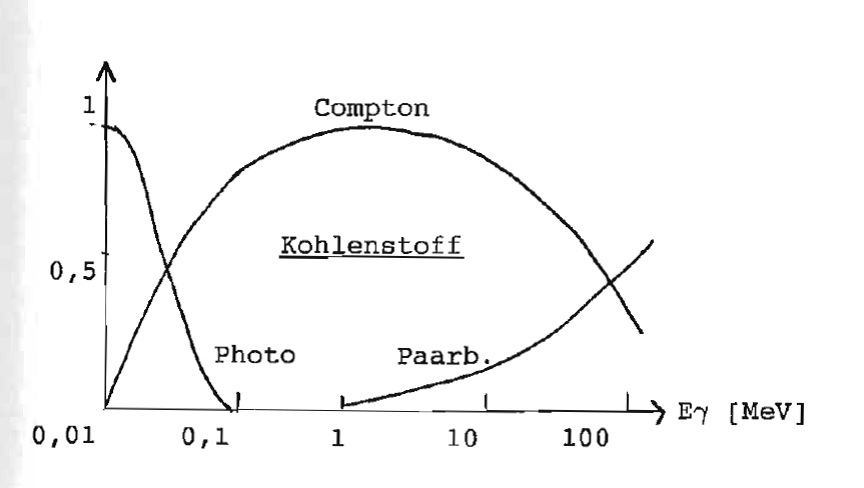 1
Compton
Kohlenstoff
0,5
Photo
Paarb.
Eγ [MeV]
0,01
0,1
1
10
100